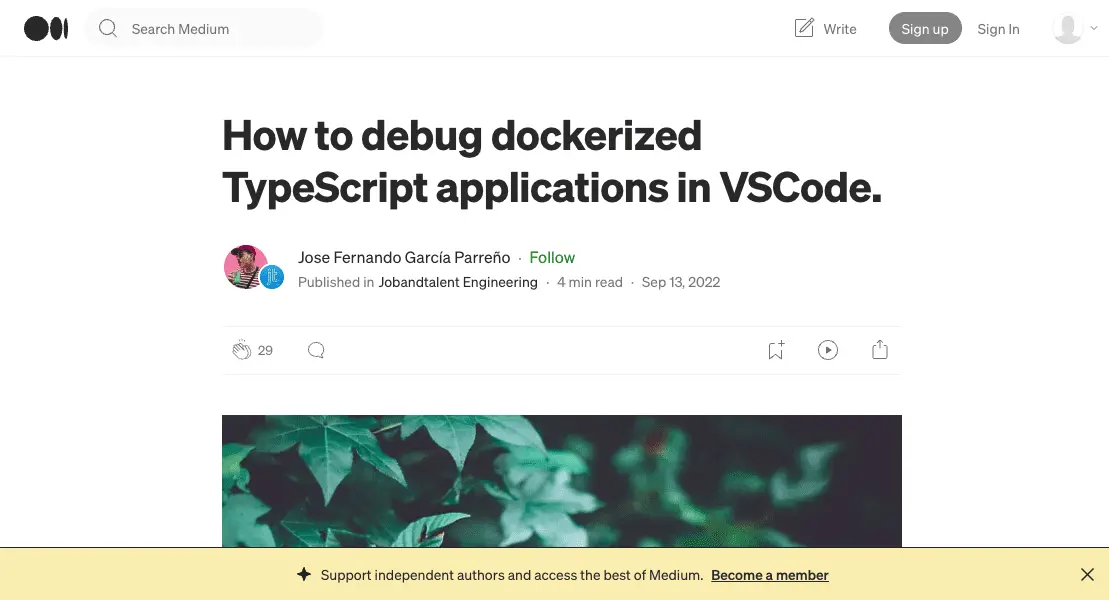 Search Medium
Write
Sign up
Sign In
How to debug dockerized
TypeScript applications in VSCode.
Jose Fernando García Parreño · Follow
jt
Published in Jobandtalent Engineering · 4 min read · Sep 13, 2022
29
Support independent authors and access the best of Medium. Become a member